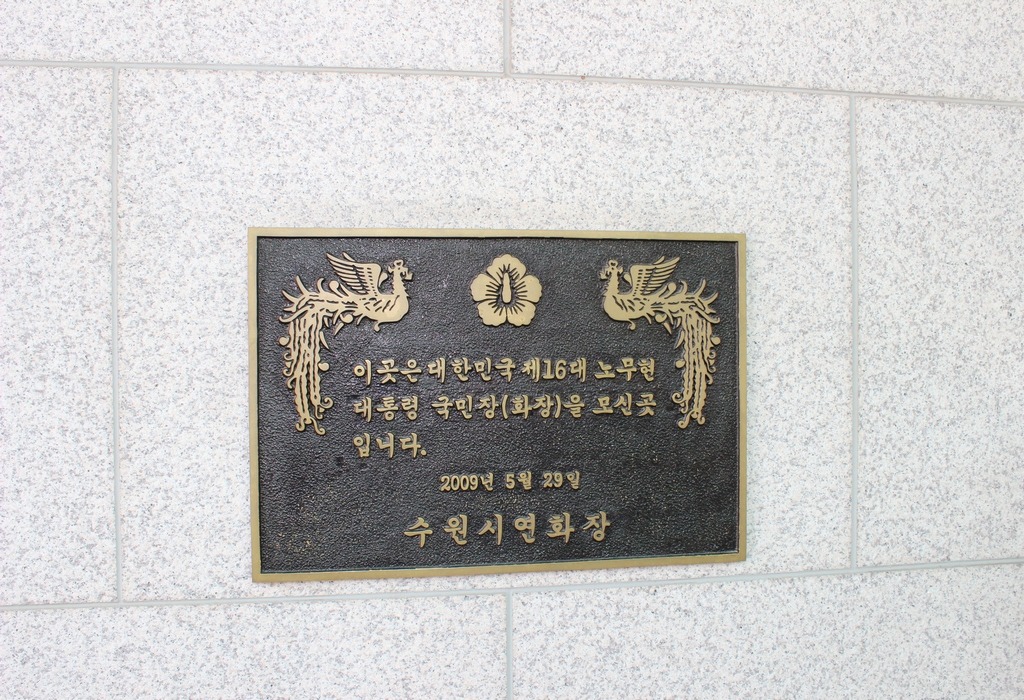 이곳은 대한민국 제16대 노무현
대통령 국민장(화장)을 모신곳
입니다.
2009년 5월 29일
수원시연화장